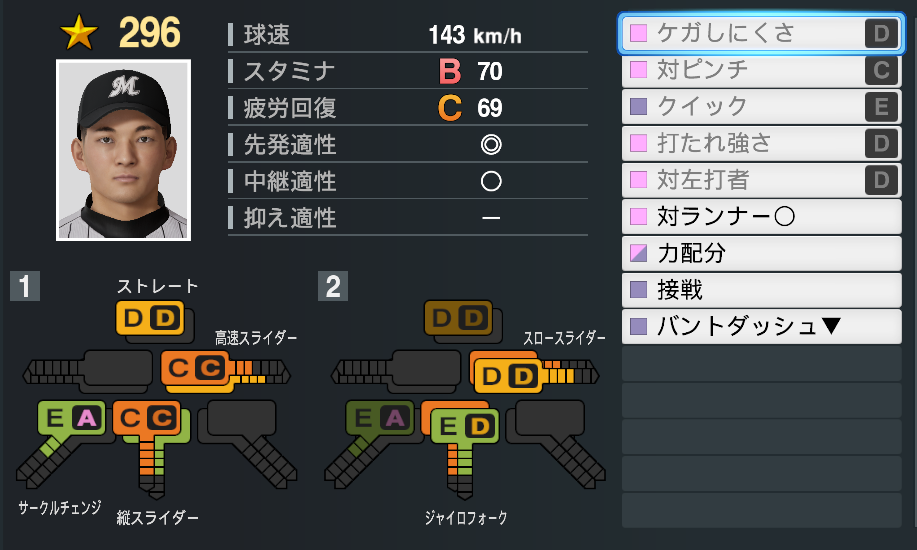 296
球速 143 km/h
スタミナ B 70
疲労回復 C 69
先発適性 ◎
中継適性 ○
抑え適性 －
ケガしにくさ D
対ピンチ C
クイック E
打たれ強さ D
対左打者 D
対ランナー○
力配分
接戦
バントダッシュ▼
1
ストレート
D D
高速スライダー
C C
E A
C C
サークルチェンジ
縦スライダー
2
D D
スロースライダー
D D
E A
E D
ジャイロフォーク
M